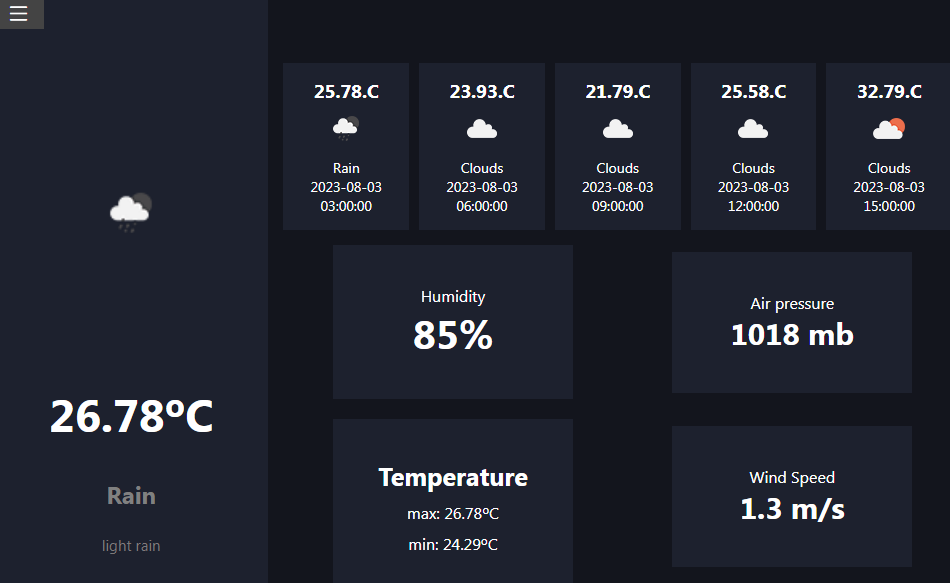 26.78ºC
Rain
light rain
25.78.C
Rain
2023-08-03
03:00:00
23.93.C
Clouds
2023-08-03
06:00:00
21.79.C
Clouds
2023-08-03
09:00:00
25.58.C
Clouds
2023-08-03
12:00:00
32.79.C
Clouds
2023-08-03
15:00:00
Humidity
85%
Air pressure
1018 mb
Temperature
max: 26.78ºC
min: 24.29ºC
Wind Speed
1.3 m/s